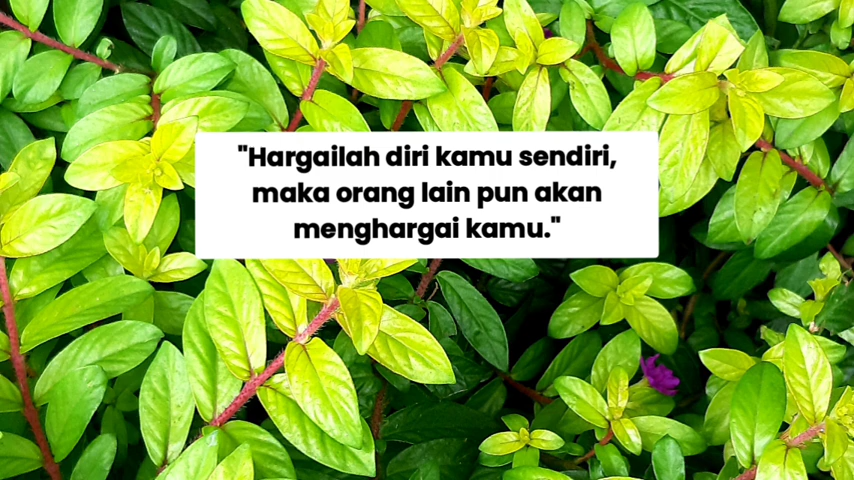 "Hargailah diri kamu sendiri,
maka orang lain pun akan
menghargai kamu."